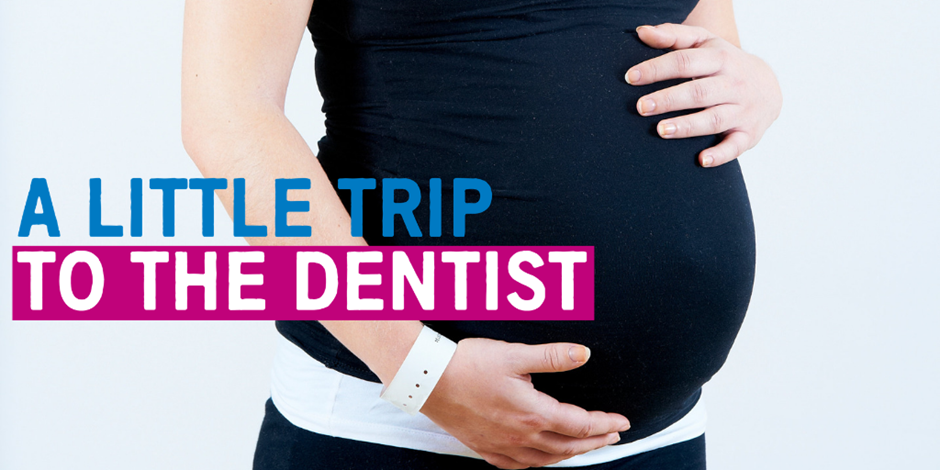 A LITTLE TRIP
TO THE DENTIST